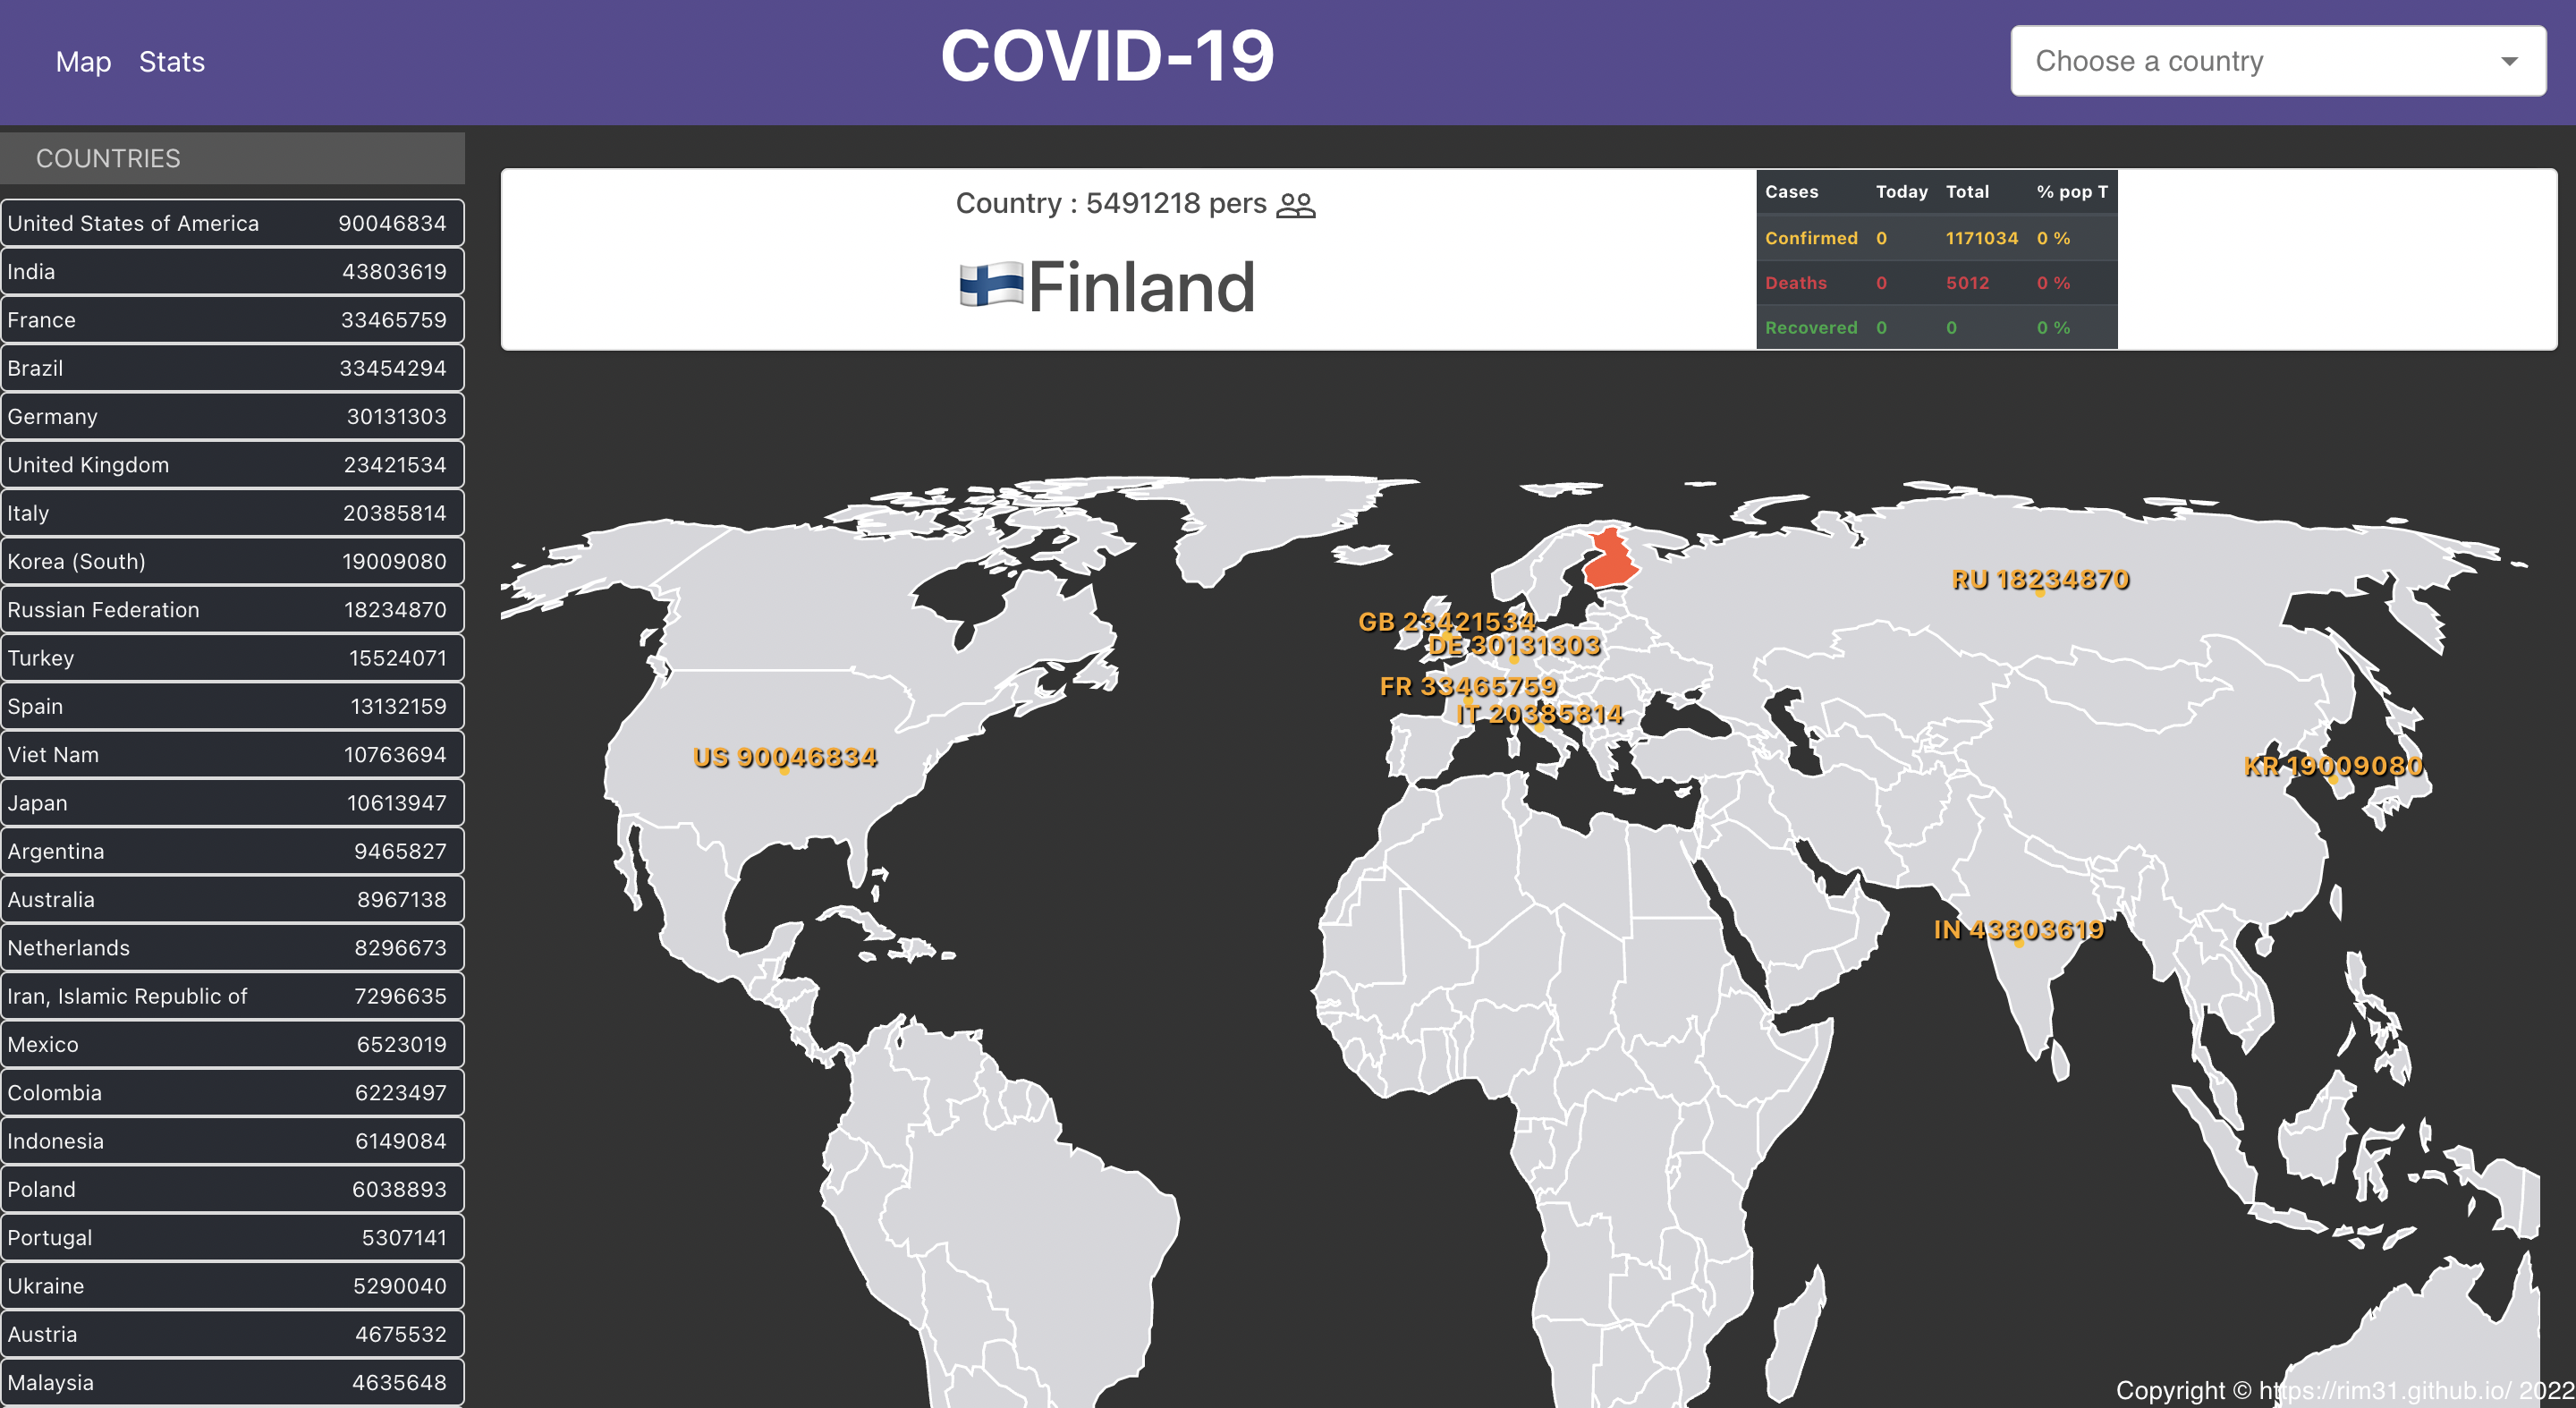 Map Stats
COVID-19
Choose a country
COUNTRIES
United States of America 90046834
India 43803619
France 33465759
Brazil 33454294
Germany 30131303
United Kingdom 23421534
Italy 20385814
Korea (South) 19009080
Russian Federation 18234870
Turkey 15524071
Spain 13132159
Viet Nam 10763694
Japan 10613947
Argentina 9465827
Australia 8967138
Netherlands 8296673
Iran, Islamic Republic of 7296635
Mexico 6523019
Colombia 6223497
Indonesia 6149084
Poland 6038893
Portugal 5307141
Ukraine 5290040
Austria 4675532
Malaysia 4635648
Country : 5491218 pers
Finland
Cases Today Total % pop T
Confirmed 0 1171034 0 %
Deaths 0 5012 0 %
Recovered 0 0 0 %
RU 18234870
GB 23421534
DE 30131303
FR 33465759
IT 20385814
US 90046834
KR 19009080
IN 43803619
Copyright © https://rim31.github.io/ 2022